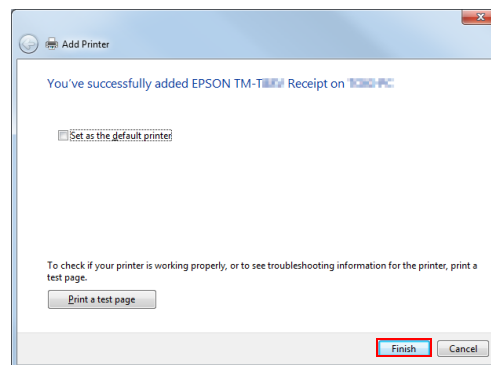 Add Printer
You've successfully added EPSON TM-T Receipt on
Set as the default printer
To check if your printer is working properly, or to see troubleshooting information for the printer, print a
test page.
Print a test page
Finish Cancel